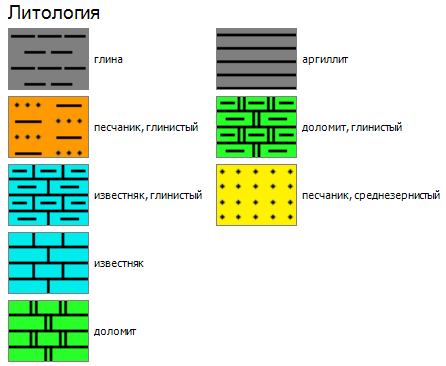 Литология
глина
аргиллит
песчаник, глинистый
доломит, глинистый
известняк, глинистый
песчаник, среднезернистый
известняк
доломит